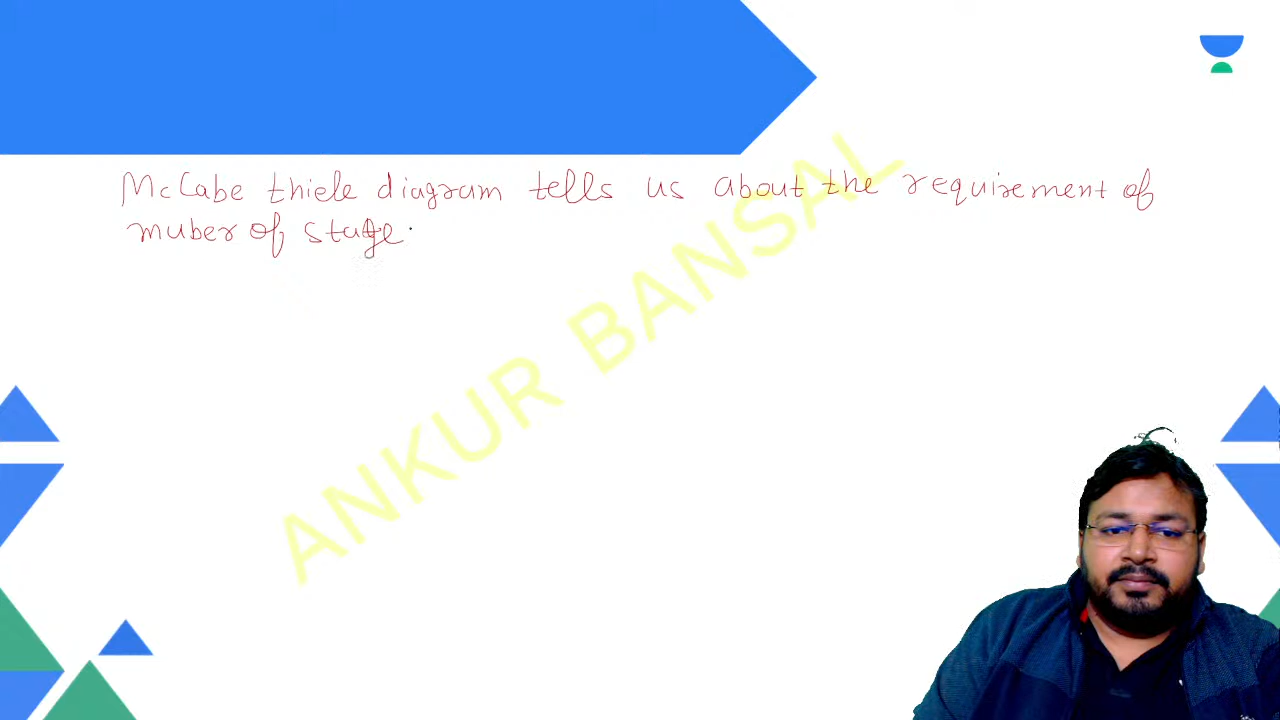 McCabe thiele diagram tells us about the requirement of
muber of stage.
ANKUR BANSAL